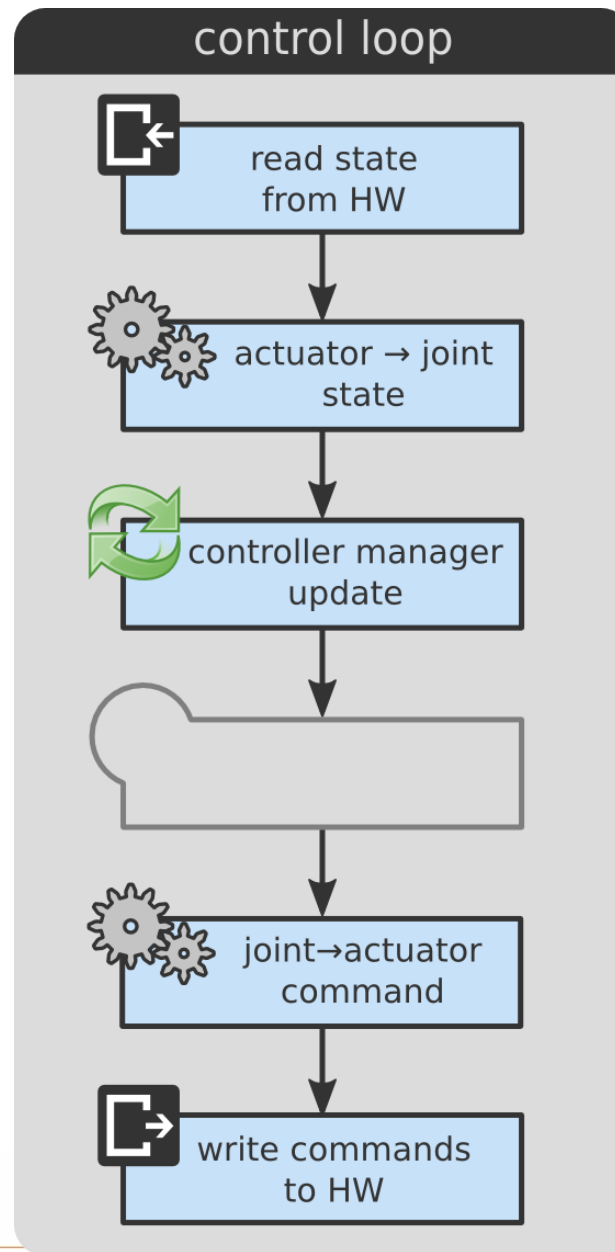 control loop
read state
from HW
actuator → joint
state
controller manager
update
joint→actuator
command
write commands
to HW